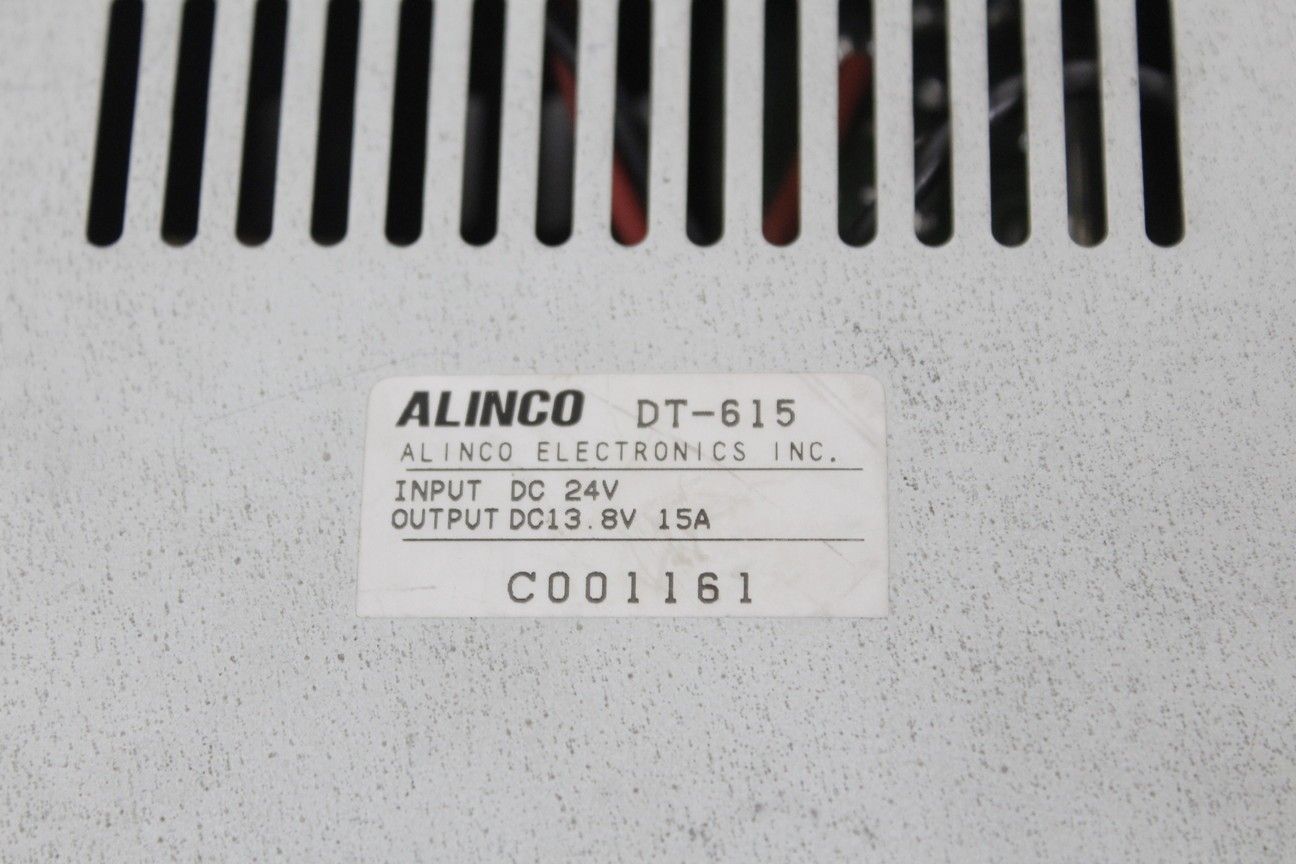 ALINCO DT-615
ALINCO ELECTRONICS INC.
INPUT DC 24V
OUTPUT DC13.8V 15A
C001161